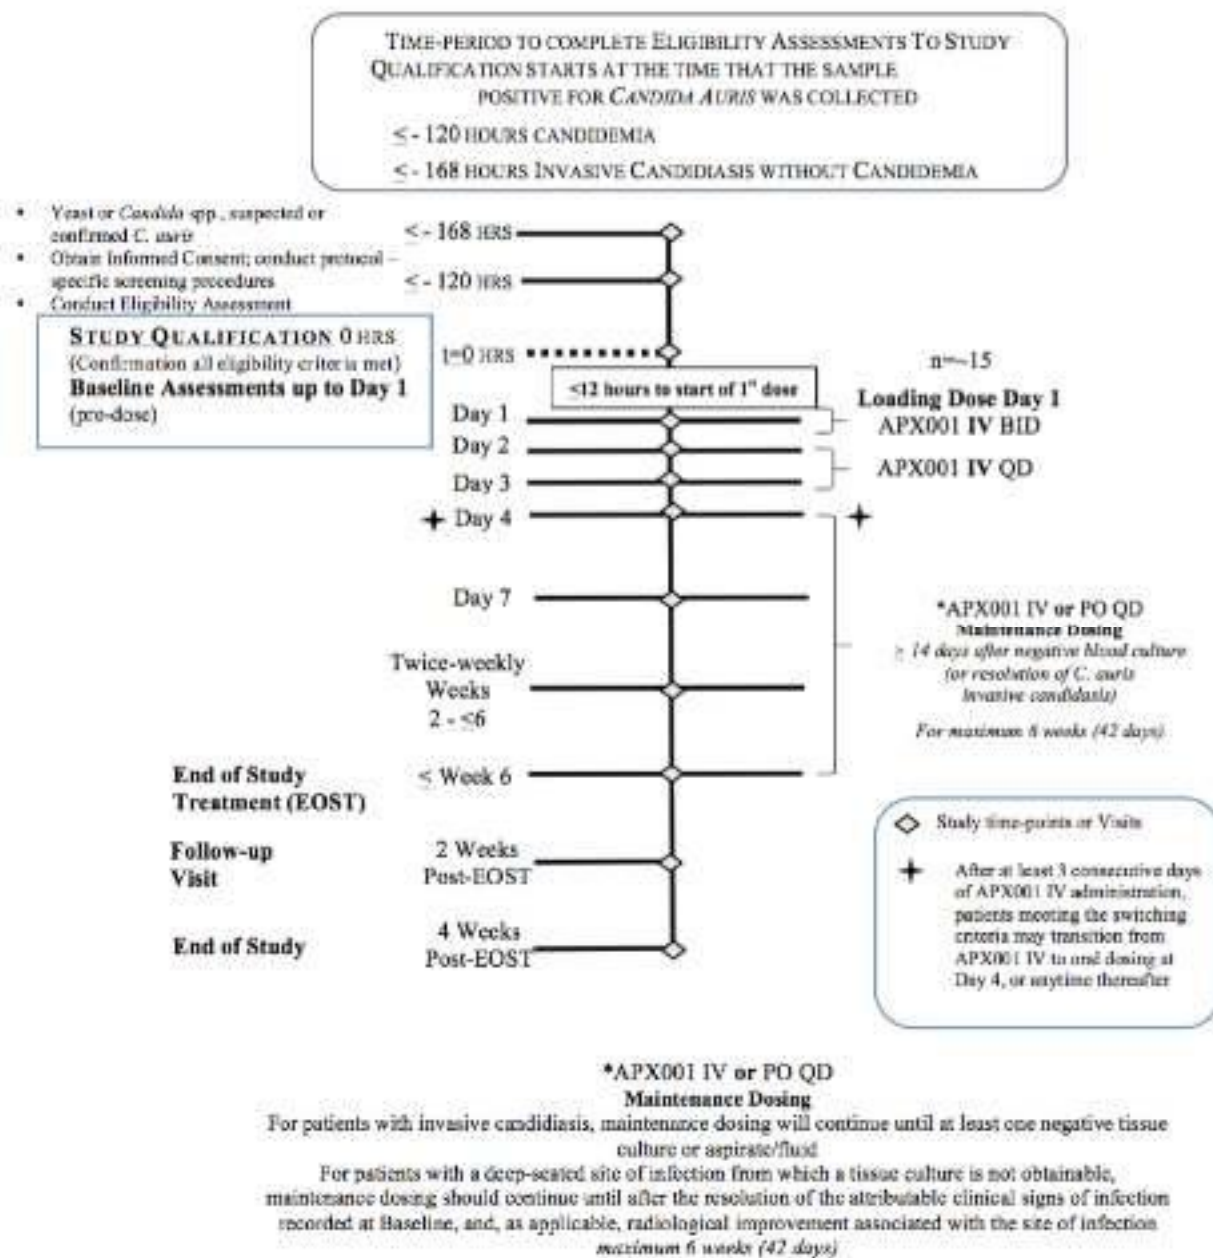 TIME-PERIOD TO COMPLETE ELIGIBILITY ASSESSMENTS TO STUDY
QUALIFICATION STARTS AT THE TIME THAT THE SAMPLE
POSITIVE FOR CANDIDA AURIS WAS COLLECTED
≤ - 120 HOURS CANDIDEMIA
≤ - 168 HOURS INVASIVE CANDIDIASIS WITHOUT CANDIDEMIA
• Yeast or Candida spp., suspected or
confirmed C. auris
• Obtain Informed Consent; conduct protocol –
specific screening procedures
• Conduct Eligibility Assessment
≤ - 168 HRS
≤ - 120 HRS
STUDY QUALIFICATION 0 HRS
(Confirmation all eligibility criteria met)
Baseline Assessments up to Day 1
(pre-dose)
t=0 HRS
n=~15
≤12 hours to start of 1st dose
Loading Dose Day 1
APX001 IV BID
Day 1
Day 2
APX001 IV QD
Day 3
Day 4
Day 7
*APX001 IV or PO QD
Maintenance Dosing
≥ 14 days after negative blood culture
(or resolution of C. auris
invasive candidasis)
For maximum 6 weeks (42 days)
Twice-weekly
Weeks
2 - ≤6
End of Study
Treatment (EOST)
≤ Week 6
Follow-up
Visit
2 Weeks
Post-EOST
End of Study
4 Weeks
Post-EOST
Study time-points or Visits
After at least 3 consecutive days
of APX001 IV administration,
patients meeting the switching
criteria may transition from
APX001 IV to oral dosing at
Day 4, or anytime thereafter
*APX001 IV or PO QD
Maintenance Dosing
For patients with invasive candidiasis, maintenance dosing will continue until at least one negative tissue
culture or aspirate/fluid
For patients with a deep-seated site of infection from which a tissue culture is not obtainable,
maintenance dosing should continue until after the resolution of the attributable clinical signs of infection
recorded at Baseline, and, as applicable, radiological improvement associated with the site of infection
maximum 6 weeks (42 days)